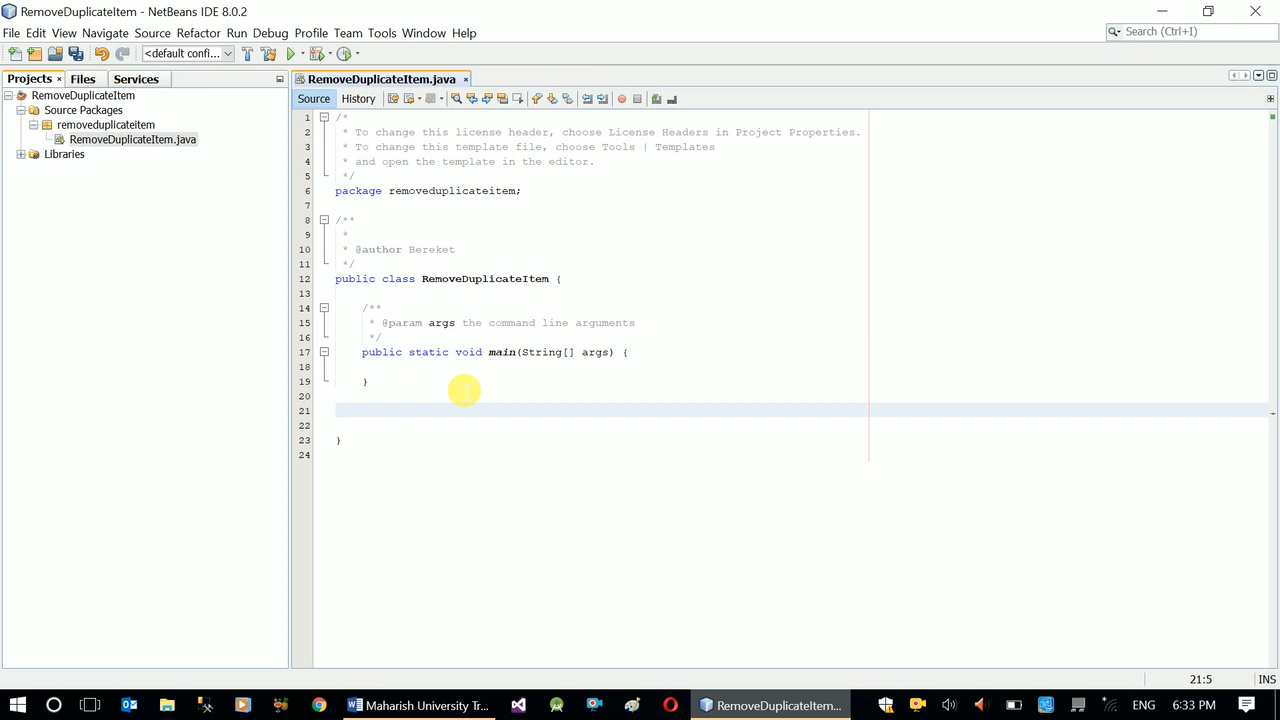 RemoveDuplicateItem - NetBeans IDE 8.0.2
File Edit View Navigate Source Refactor Run Debug Profile Team Tools Window Help
Search (Ctrl+I)
<default confi...
Projects Files Services
RemoveDuplicateItem
Source Packages
removeduplicateitem
RemoveDuplicateItem.java
Libraries
RemoveDuplicateItem.java
Source History
1 /*
2 * To change this license header, choose License Headers in Project Properties.
3 * To change this template file, choose Tools | Templates
4 * and open the template in the editor.
5 */
6 package removeduplicateitem;
7
8 /**
9 *
10 * @author Bereket
11 */
12 public class RemoveDuplicateItem {
13
14 /**
15 * @param args the command line arguments
16 */
17 public static void main(String[] args) {
18
19 }
20
21
22
23 }
24
21:5 INS
Maharish University Tr...
RemoveDuplicateItem...
ENG 6:33 PM